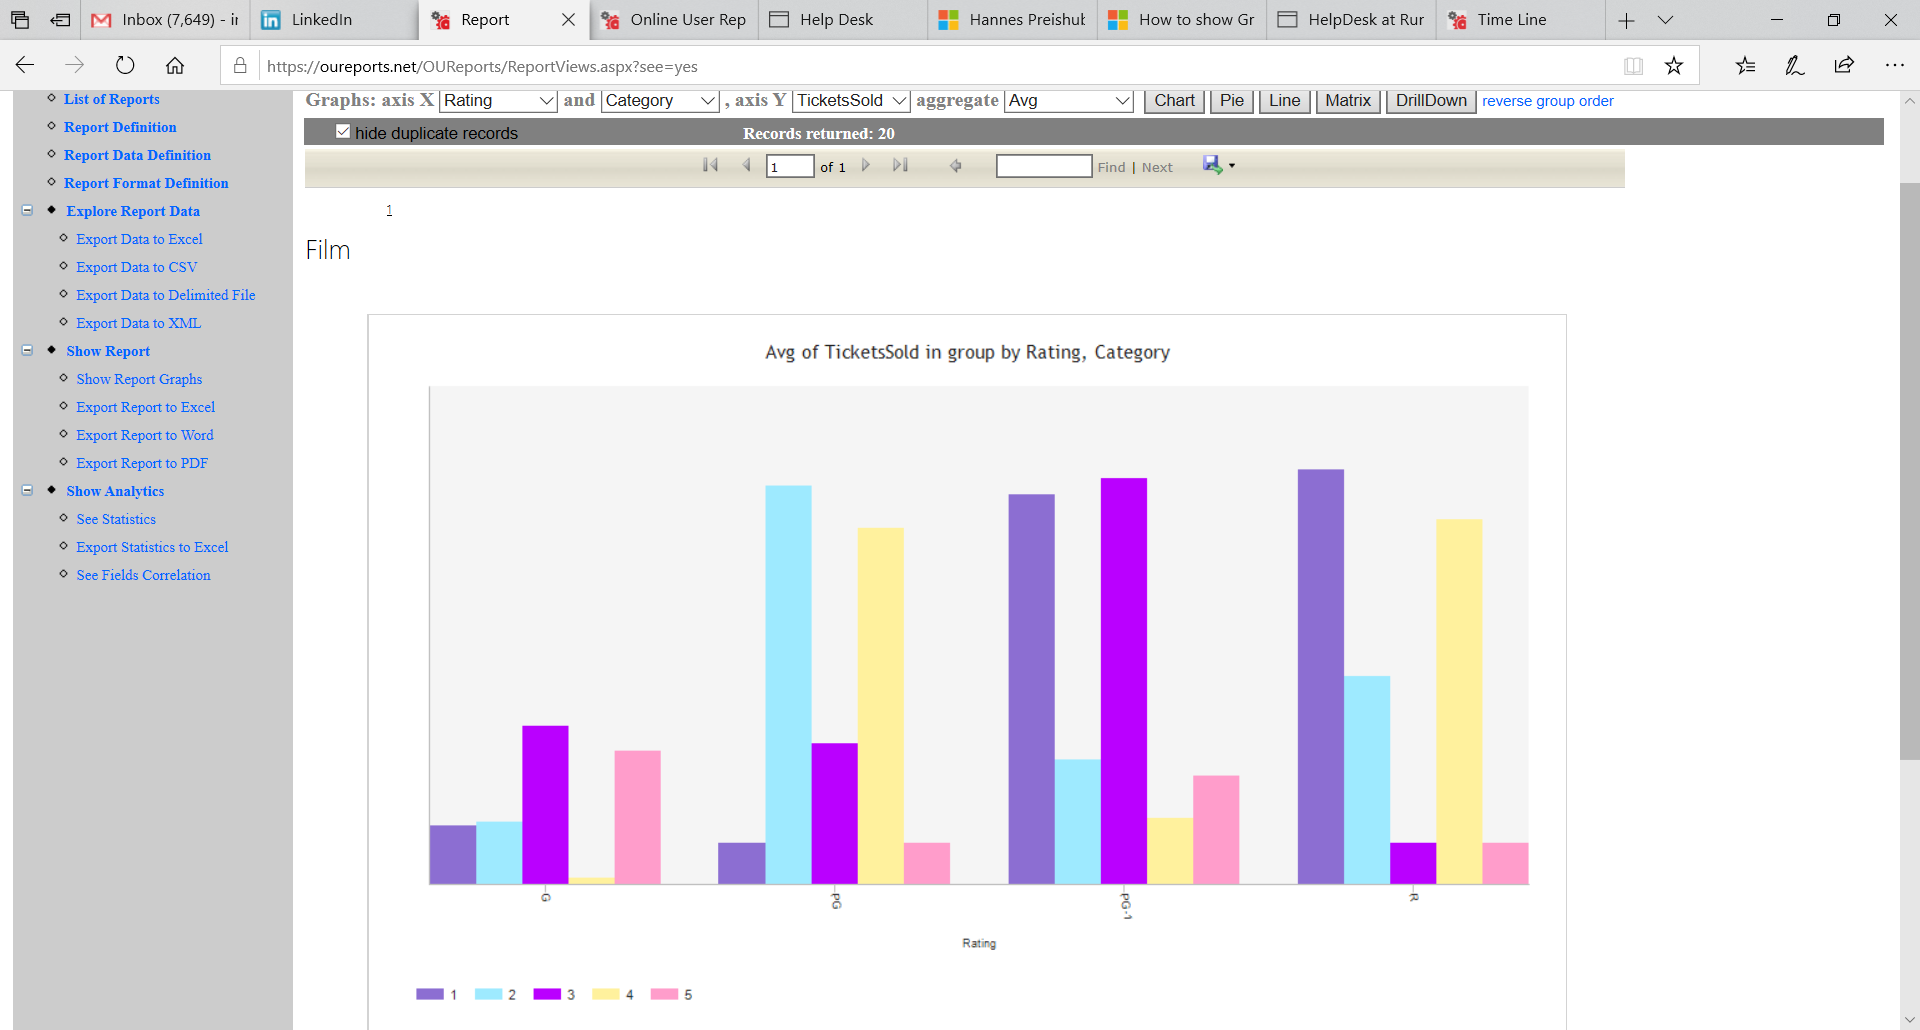 Inbox (7,649) - ir
LinkedIn
Report
Online User Rep
Help Desk
Hannes Preishub
How to show Gr
HelpDesk at Rur
Time Line
https://oureports.net/OUReports/ReportViews.aspx?see=yes
List of Reports
Report Definition
Report Data Definition
Report Format Definition
Explore Report Data
Export Data to Excel
Export Data to CSV
Export Data to Delimited File
Export Data to XML
Show Report
Show Report Graphs
Export Report to Excel
Export Report to Word
Export Report to PDF
Show Analytics
See Statistics
Export Statistics to Excel
See Fields Correlation
Graphs: axis X Rating and Category , axis Y TicketsSold aggregate Avg Chart Pie Line Matrix DrillDown reverse group order
hide duplicate records Records returned: 20
1 of 1 Find | Next
1
Film
Avg of TicketsSold in group by Rating, Category
G PG PG-1 R
Rating
1 2 3 4 5